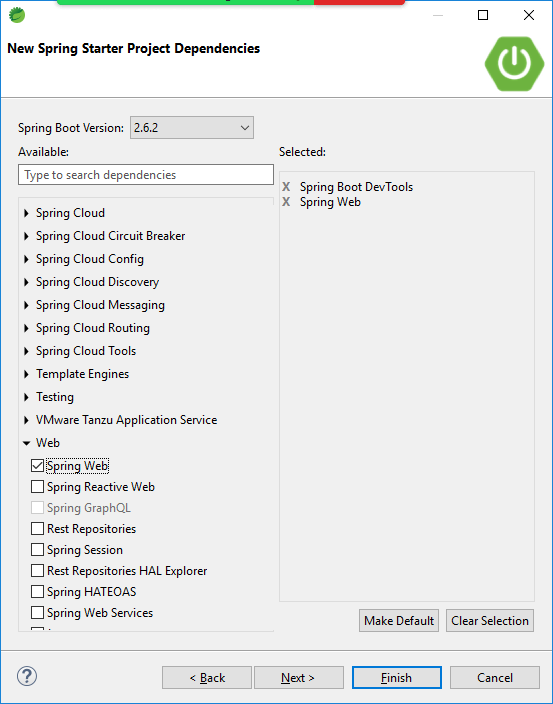 New Spring Starter Project Dependencies
Spring Boot Version: 2.6.2
Available:
Selected:
Type to search dependencies
X Spring Boot DevTools
X Spring Web
Spring Cloud
Spring Cloud Circuit Breaker
Spring Cloud Config
Spring Cloud Discovery
Spring Cloud Messaging
Spring Cloud Routing
Spring Cloud Tools
Template Engines
Testing
VMware Tanzu Application Service
Web
Spring Web
Spring Reactive Web
Spring GraphQL
Rest Repositories
Spring Session
Rest Repositories HAL Explorer
Spring HATEOAS
Spring Web Services
Make Default
Clear Selection
? < Back Next > Finish Cancel